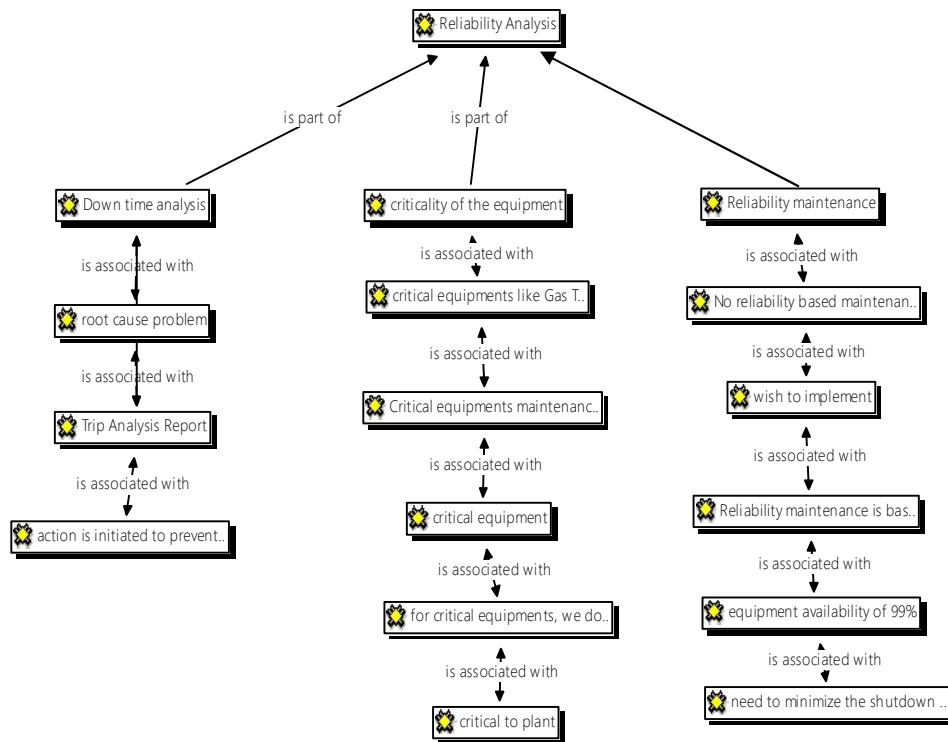 Reliability Analysis
is part of
is part of
Down time analysis
criticality of the equipment
Reliability maintenance
is associated with
is associated with
is associated with
root cause problem
critical equipments like Gas T..
No reliability based maintenan..
is associated with
is associated with
is associated with
Trip Analysis Report
Critical equipments maintenanc..
wish to implement
is associated with
is associated with
is associated with
action is initiated to prevent..
critical equipment
Reliability maintenance is bas..
is associated with
is associated with
for critical equipments, we do..
equipment availability of 99%
is associated with
is associated with
critical to plant
need to minimize the shutdown ..